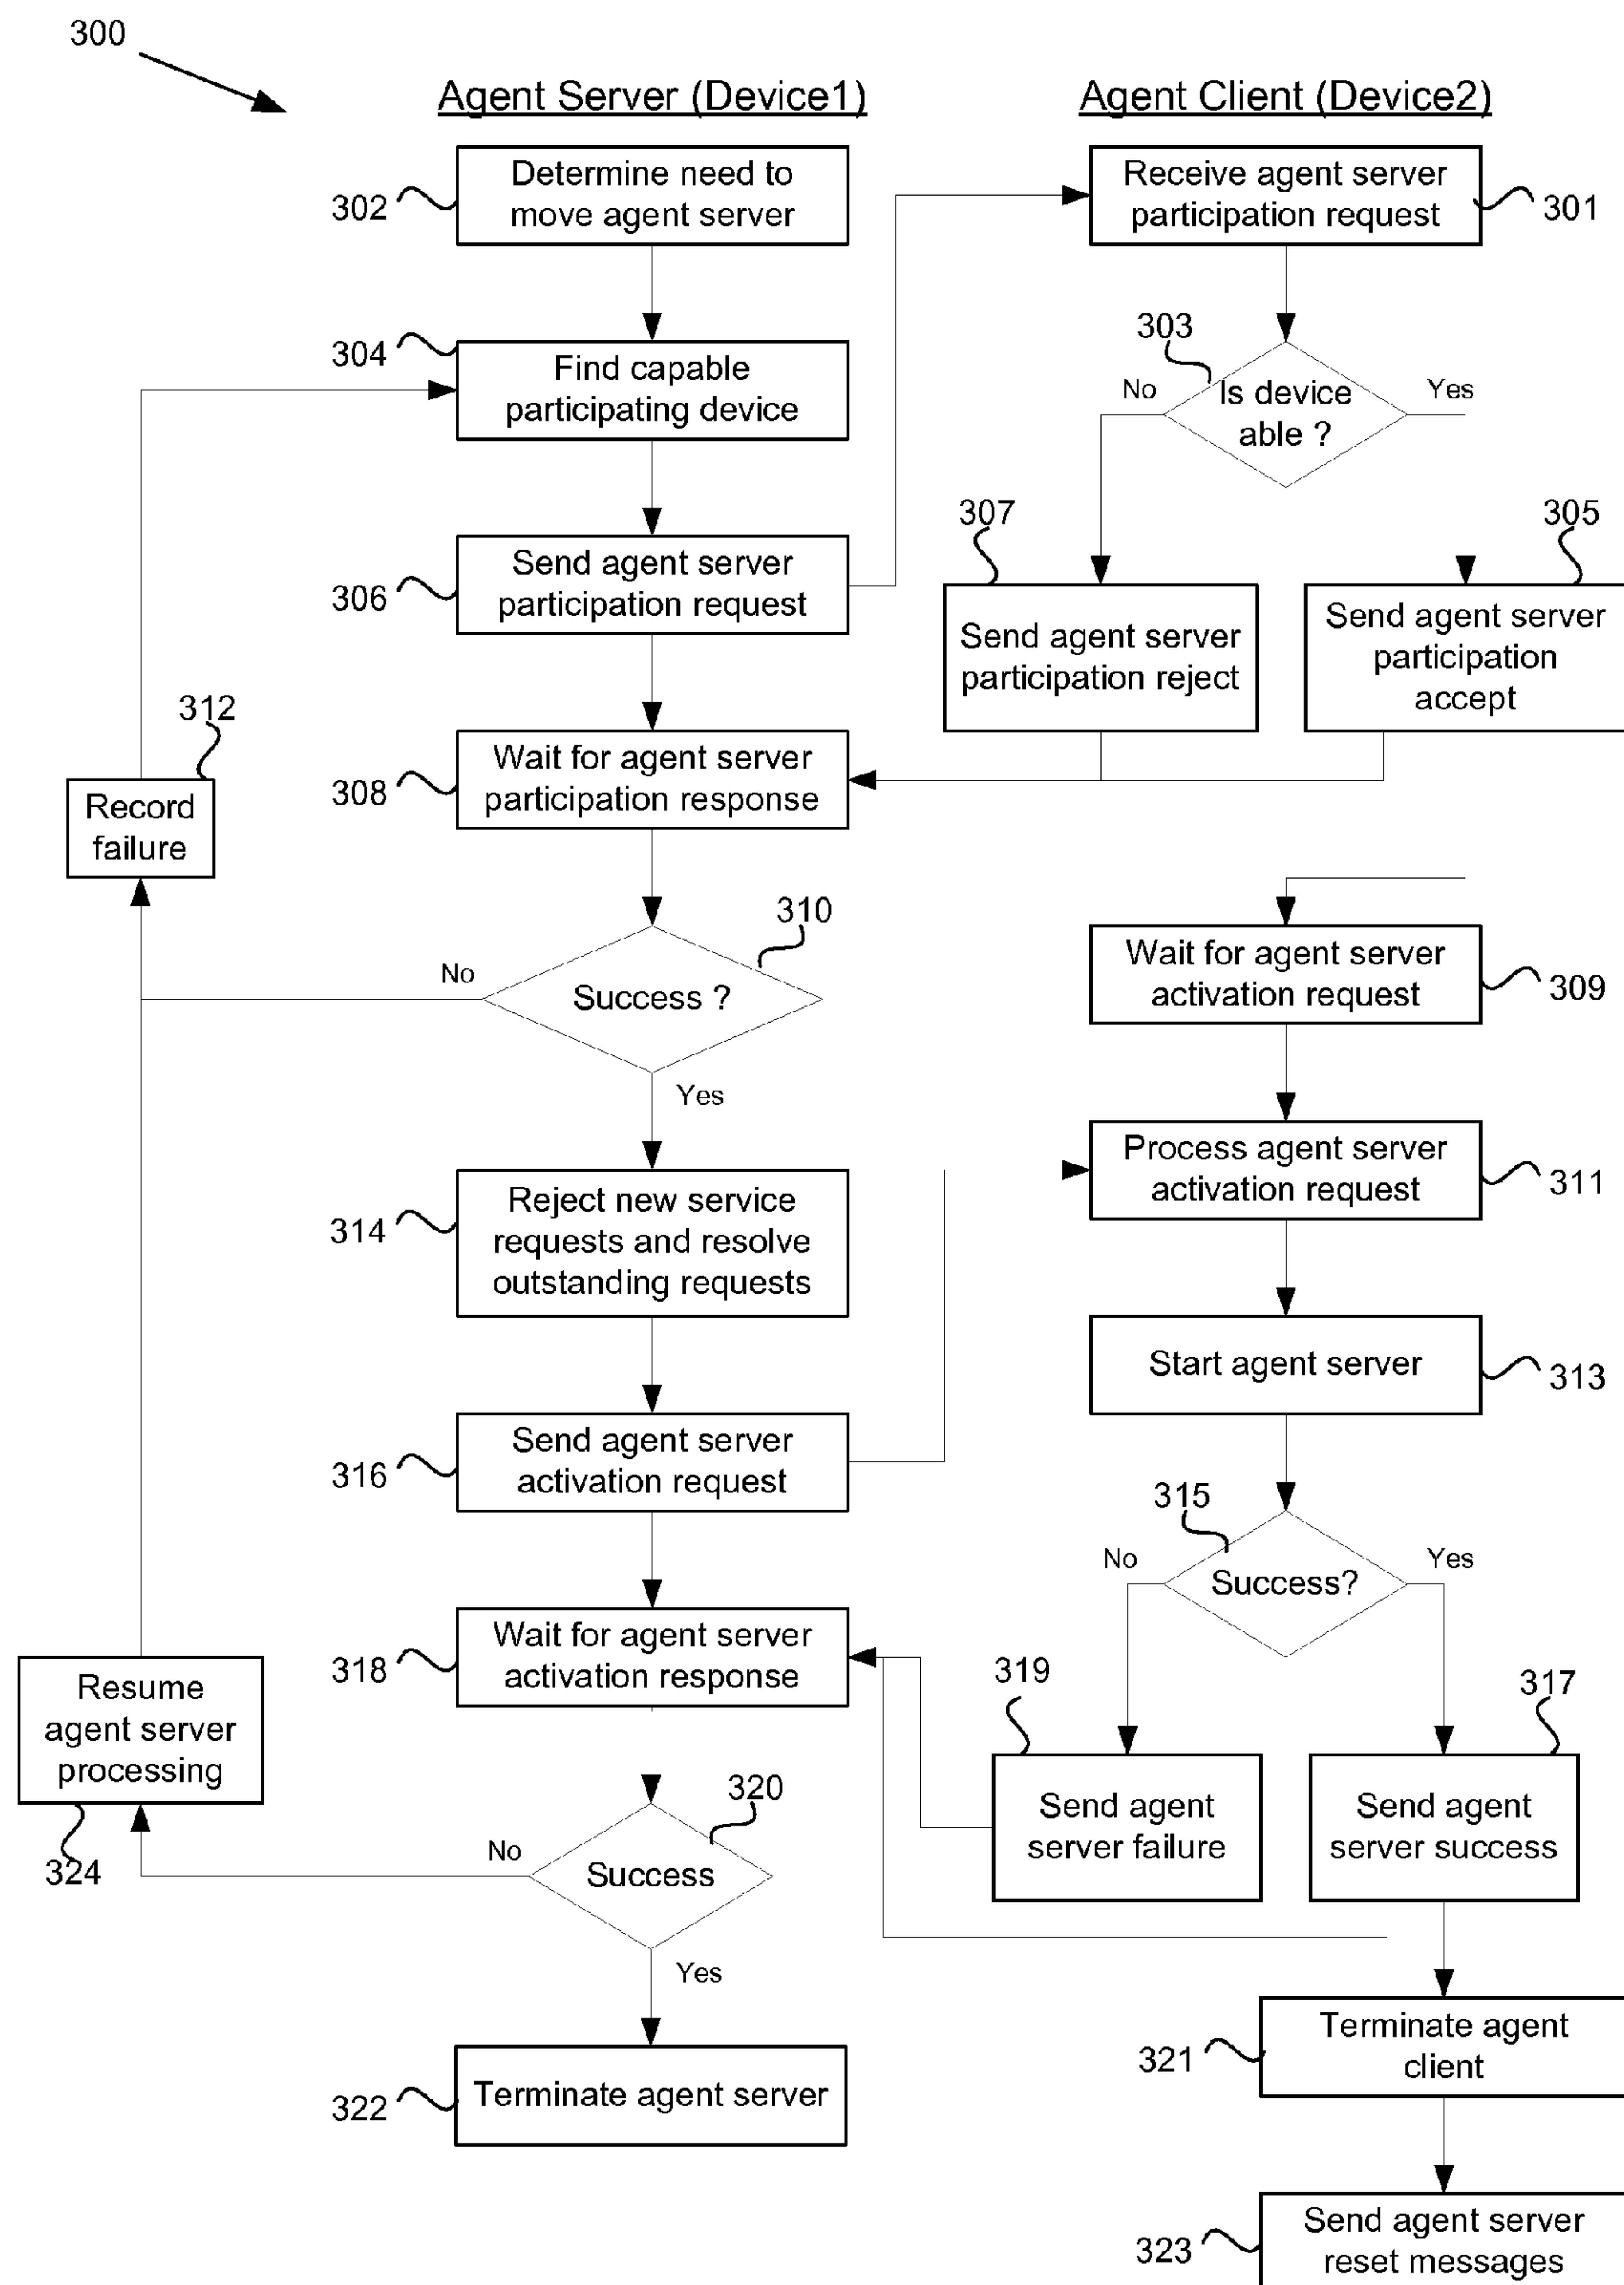 300
Agent Server (Device1)
Agent Client (Device2)
Determine need to
move agent server
302
Receive agent server
participation request
301
304
Find capable
participating device
303
No
Is device
able ?
Yes
306
Send agent server
participation request
307
Send agent server
participation reject
305
Send agent server
participation
accept
312
Record
failure
308
Wait for agent server
participation response
310
No
Success ?
Yes
Wait for agent server
activation request
309
314
Reject new service
requests and resolve
outstanding requests
Process agent server
activation request
311
Start agent server
313
316
Send agent server
activation request
315
No
Success?
Yes
318
Wait for agent server
activation response
319
Send agent
server failure
317
Send agent
server success
Resume
agent server
processing
324
320
No
Success
Yes
322
Terminate agent server
321
Terminate agent
client
323
Send agent server
reset messages